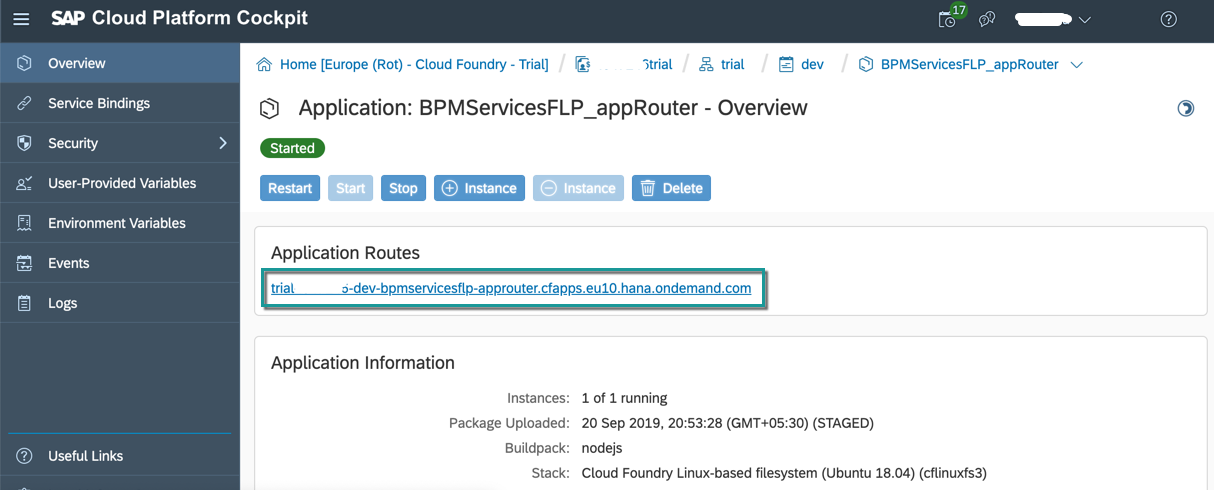 SAP Cloud Platform Cockpit
17
Overview
Service Bindings
Security
User-Provided Variables
Environment Variables
Events
Logs
Useful Links
Home [Europe (Rot) - Cloud Foundry - Trial] / trial / trial / dev / BPMServicesFLP_appRouter
Application: BPMServicesFLP_appRouter - Overview
Started
Restart Start Stop Instance Instance Delete
Application Routes
trial -dev-bpmservicesflp-approuter.cfapps.eu10.hana.ondemand.com
Application Information
Instances: 1 of 1 running
Package Uploaded: 20 Sep 2019, 20:53:28 (GMT+05:30) (STAGED)
Buildpack: nodejs
Stack: Cloud Foundry Linux-based filesystem (Ubuntu 18.04) (cflinuxfs3)